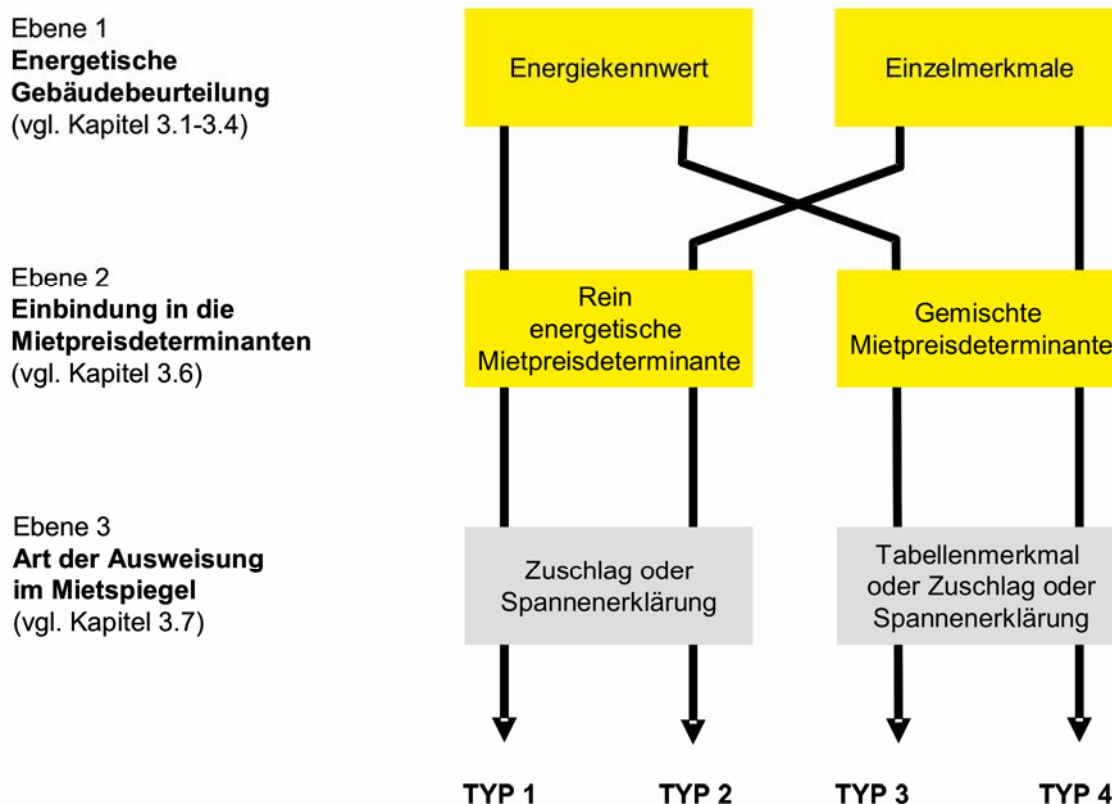 Ebene 1
Energetische
Gebäudebeurteilung
(vgl. Kapitel 3.1-3.4)
Energiekennwert
Einzelmerkmale
Ebene 2
Einbindung in die
Mietpreisdeterminanten
(vgl. Kapitel 3.6)
Rein
energetische
Mietpreisdeterminante
Gemischte
Mietpreisdeterminante
Ebene 3
Art der Ausweisung
im Mietspiegel
(vgl. Kapitel 3.7)
Zuschlag oder
Spannenerklärung
Tabellenmerkmal
oder Zuschlag oder
Spannenerklärung
TYP 1
TYP 2
TYP 3
TYP 4